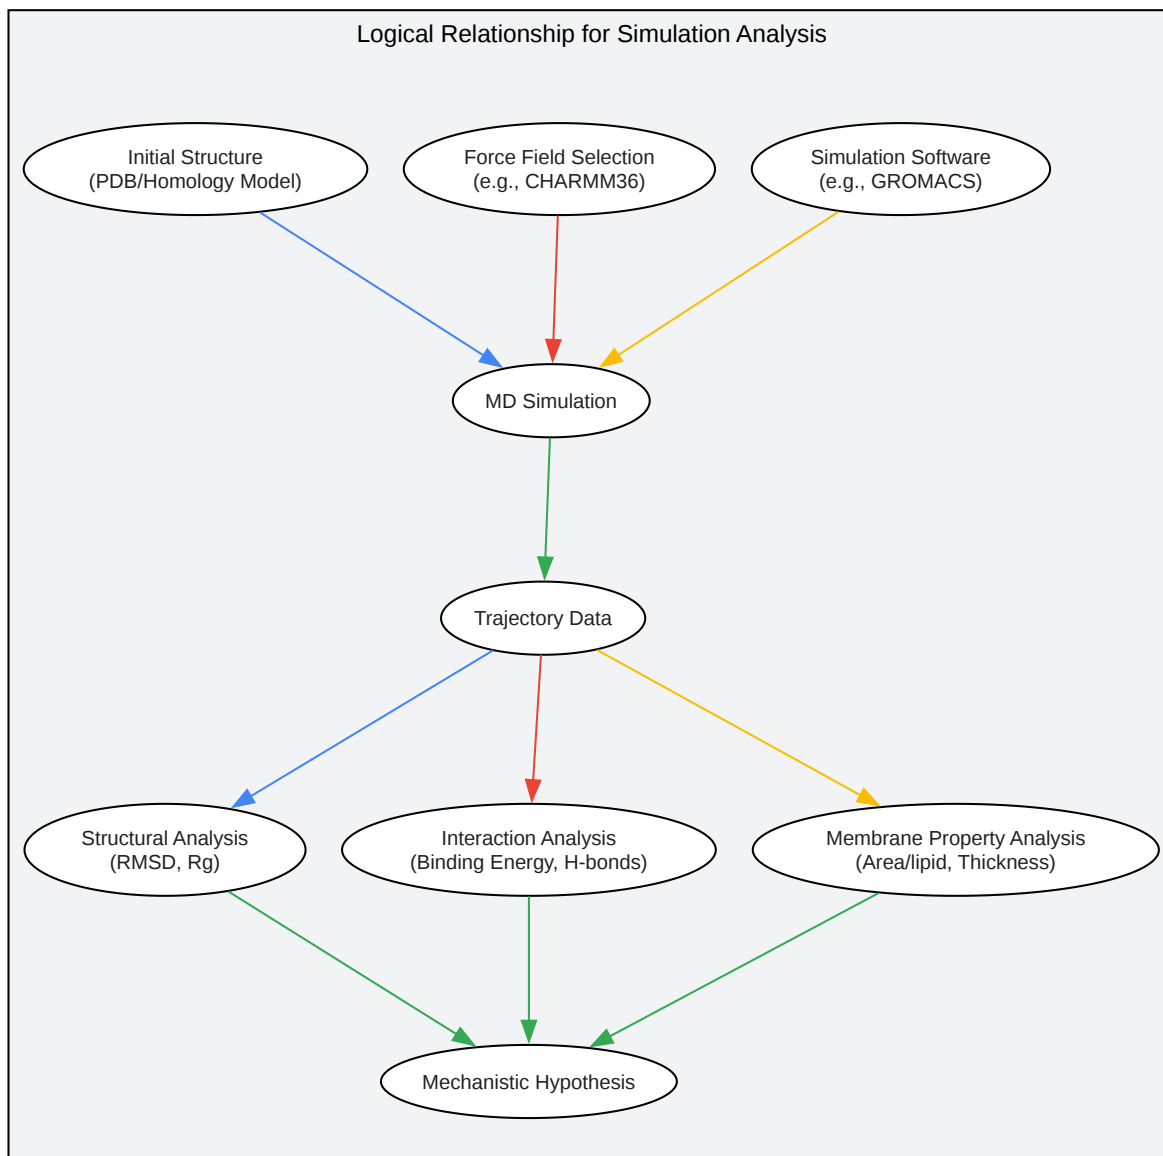 Logical Relationship for Simulation Analysis
Initial Structure
(PDB/Homology Model)
Force Field Selection
(e.g., CHARMM36)
Simulation Software
(e.g., GROMACS)
MD Simulation
Trajectory Data
Structural Analysis
(RMSD, Rg)
Interaction Analysis
(Binding Energy, H-bonds)
Membrane Property Analysis
(Area/lipid, Thickness)
Mechanistic Hypothesis